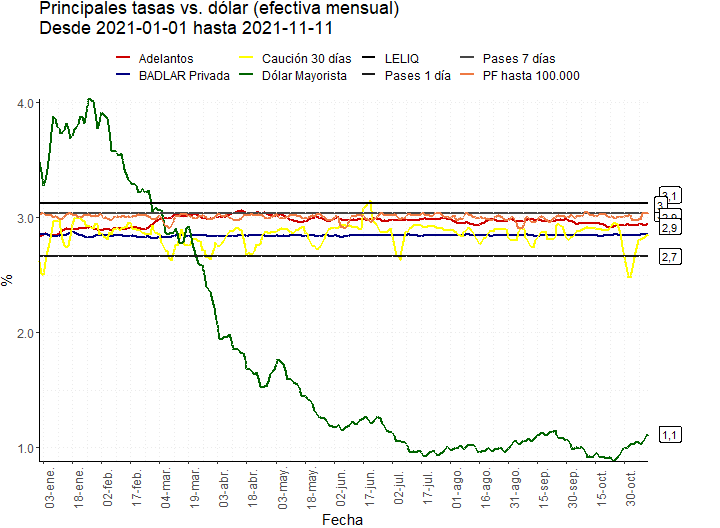 Principales tasas vs. dólar (efectiva mensual)
Desde 2021-01-01 hasta 2021-11-11
Adelantos Caución 30 días LELIQ Pases 7 días
BADLAR Privada Dólar Mayorista Pases 1 día PF hasta 100.000
4.0
3.0
2.0
1.0
%
3,1
2,9
2,7
1,1
03-ene. 18-ene. 02-feb. 17-feb. 04-mar. 19-mar. 03-abr. 18-abr. 03-may. 18-may. 02-jun. 17-jun. 02-jul. 17-jul. 01-ago. 16-ago. 31-ago. 15-sep. 30-sep. 15-oct. 30-oct.
Fecha